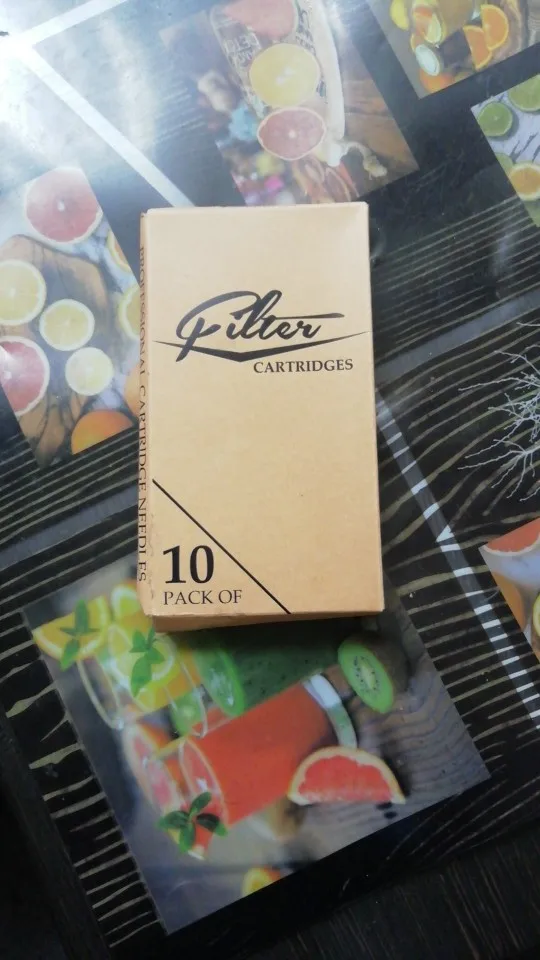 Filter
CARTRIDGES
10
PACK OF
PROFESSIONAL CARTRIDGE NEEDLES